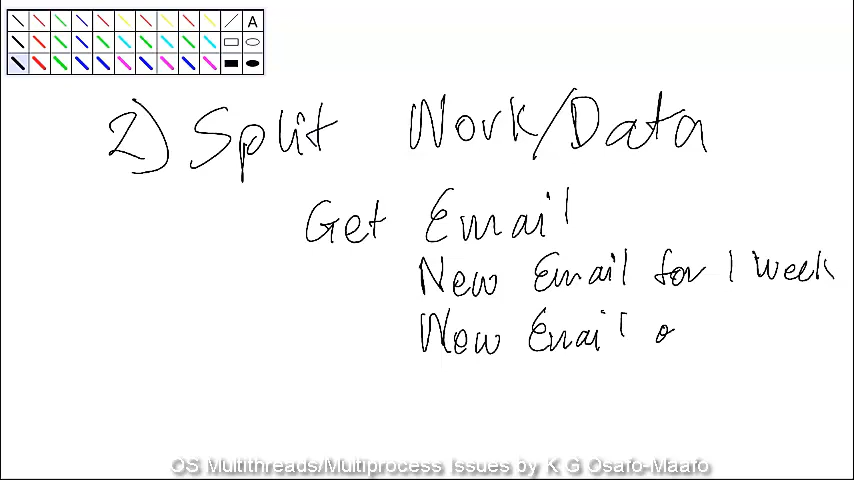 A
2) Split Work/Data
Get Email
New Email for 1 week
New Email o
OS Multithreads/Multiprocess Issues by K G Osafo-Maafo